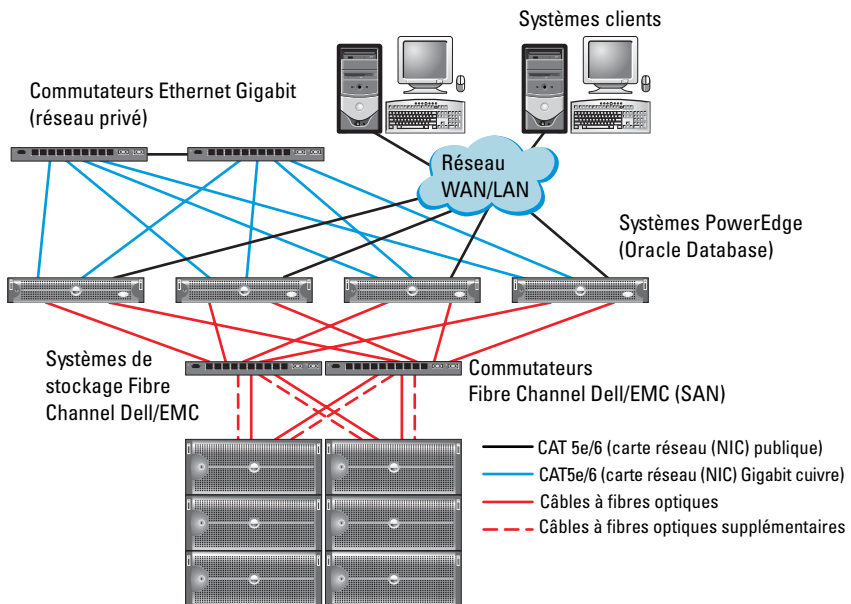 Systèmes clients
Commutateurs Ethernet Gigabit
(réseau privé)
Réseau
WAN/LAN
Systèmes PowerEdge
(Oracle Database)
Systèmes de
stockage Fibre
Channel Dell/EMC
Commutateurs
Fibre Channel Dell/EMC (SAN)
CAT 5e/6 (carte réseau (NIC) publique)
CAT5e/6 (carte réseau (NIC) Gigabit cuivre)
Câbles à fibres optiques
Câbles à fibres optiques supplémentaires